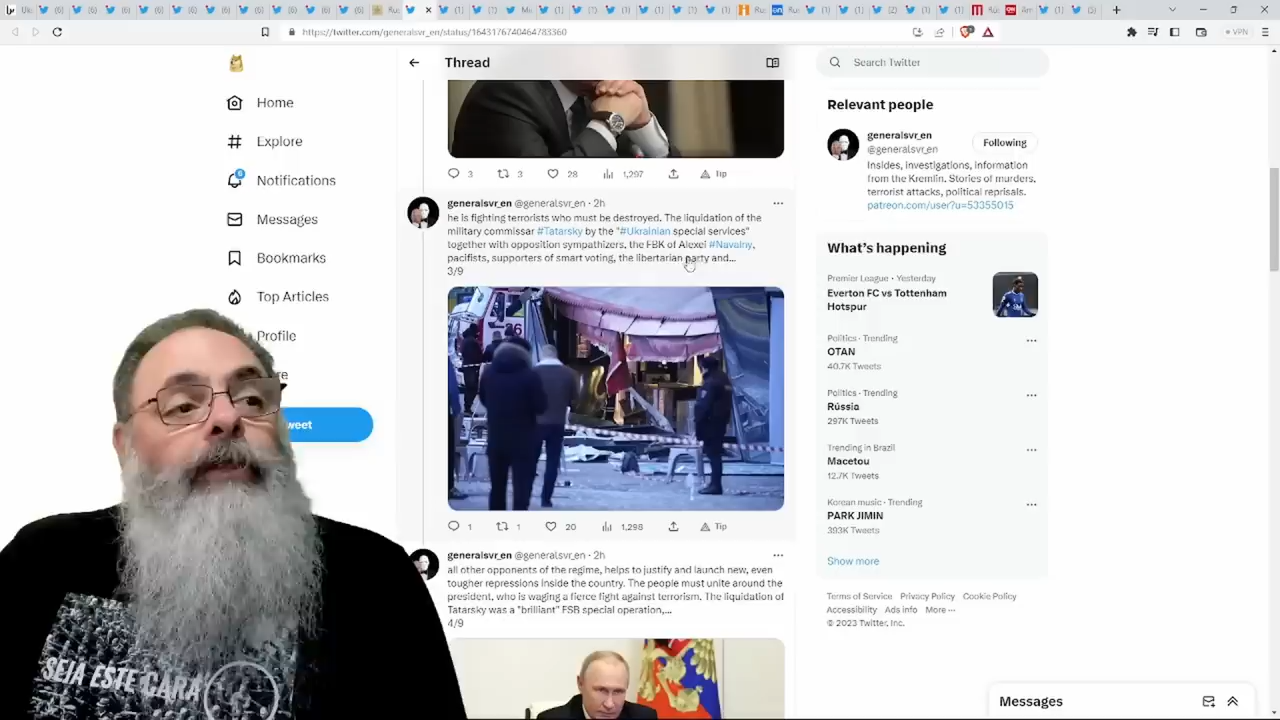 https://twitter.com/generalsvr_en/status/1643176740464783360
VPN
Home
Explore
6
Notifications
Messages
Bookmarks
Top Articles
Profile
weet
Thread
3
3
28
1,297
Tip
generalsvr_en @generalsvr_en · 2h
he is fighting terrorists who must be destroyed. The liquidation of the
military commissar #Tatarsky by the "#Ukrainian special services"
together with opposition sympathizers, the FBK of Alexei #Navalny,
pacifists, supporters of smart voting, the libertarian party and...
3/9
1
1
20
1,298
Tip
generalsvr_en @generalsvr_en · 2h
all other opponents of the regime, helps to justify and launch new, even
tougher repressions inside the country. The people must unite around the
president, who is waging a fierce fight against terrorism. The liquidation of
Tatarsky was a "brilliant" FSB special operation,...
4/9
Search Twitter
Relevant people
generalsvr_en
@generalsvr_en
Following
Insides, investigations, information
from the Kremlin. Stories of murders,
terrorist attacks, political reprisals.
patreon.com/user?u=53355015
What's happening
Premier League · Yesterday
Everton FC vs Tottenham
Hotspur
Politics · Trending
OTAN
40.7K Tweets
Politics · Trending
Rússia
297K Tweets
Trending in Brazil
Macetou
12.7K Tweets
Korean music · Trending
PARK JIMIN
393K Tweets
Show more
Terms of Service Privacy Policy Cookie Policy
Accessibility Ads info More ···
© 2023 Twitter, Inc.
Messages
SEJA ESTE CARA